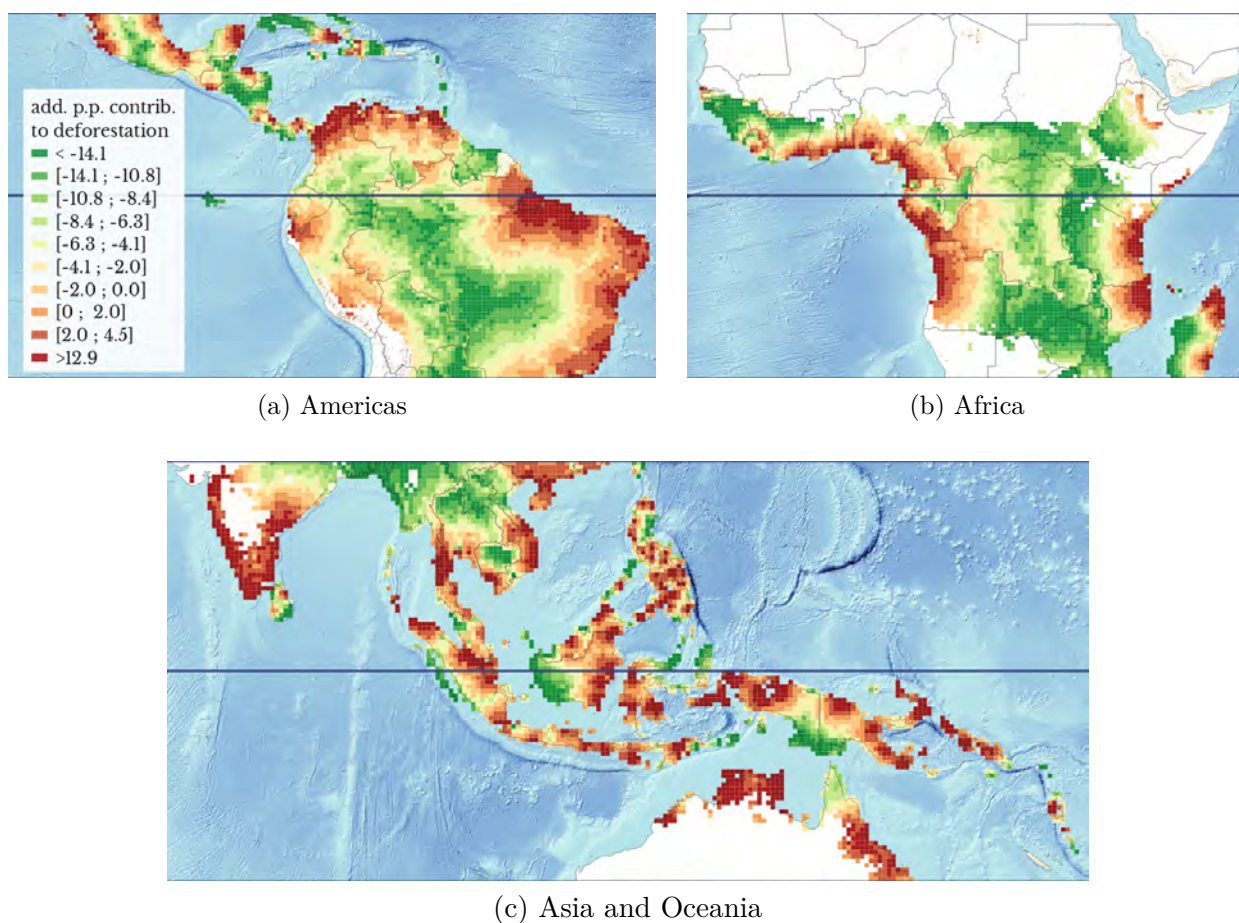 add. p.p. contrib.
to deforestation
< -14.1
[-14.1 ; -10.8]
[-10.8 ; -8.4]
[-8.4 ; -6.3]
[-6.3 ; -4.1]
[-4.1 ; -2.0]
[-2.0 ; 0.0]
[0 ; 2.0]
[2.0 ; 4.5]
>12.9
(a) Americas
(b) Africa
(c) Asia and Oceania